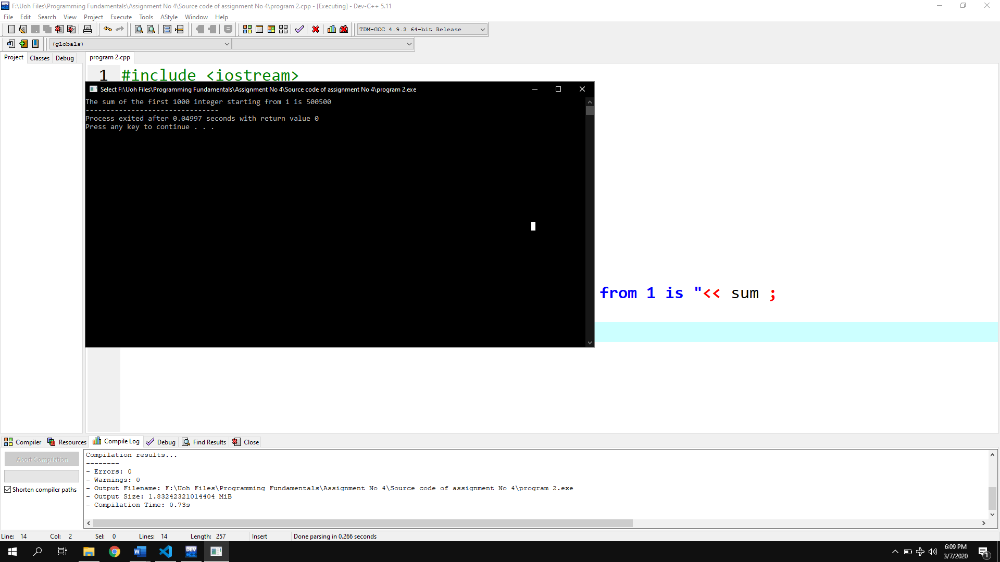 F:\Uoh Files\Programming Fundamentals\Assignment No 4\Source code of assignment No 4\program 2.cpp - [Executing] - Dev-C++ 5.11
File Edit Search View Project Execute Tools AStyle Window Help
TDM-GCC 4.9.2 64-bit Release
(globals)
Project Classes Debug
program 2.cpp
1 #include <iostream>
Select F:\Uoh Files\Programming Fundamentals\Assignment No 4\Source code of assignment No 4\program 2.exe
The sum of the first 1000 integer starting from 1 is 500500
--------------------------------
Process exited after 0.04997 seconds with return value 0
Press any key to continue . . .
from 1 is "<< sum ;
Compiler Resources Compile Log Debug Find Results Close
Abort Compilation
Shorten compiler paths
Compilation results...
--------
- Errors: 0
- Warnings: 0
- Output Filename: F:\Uoh Files\Programming Fundamentals\Assignment No 4\Source code of assignment No 4\program 2.exe
- Output Size: 1.83242321014404 MiB
- Compilation Time: 0.73s
Line: 14 Col: 2 Sel: 0 Lines: 14 Length: 257 Insert Done parsing in 0.266 seconds
DEV
6:09 PM
3/7/2020
1